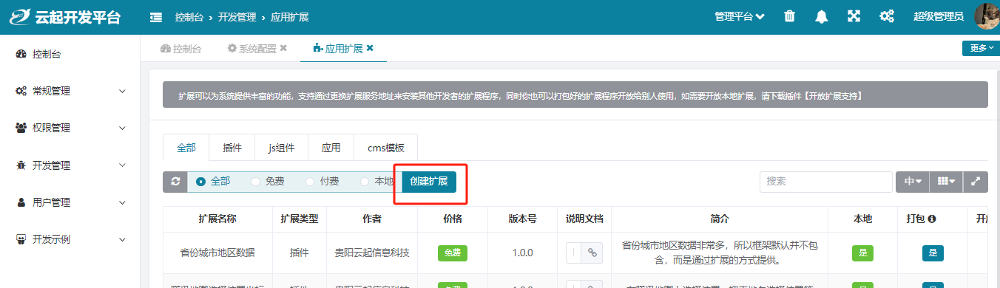 云起开发平台
控制台 › 开发管理 › 应用扩展
管理平台
超级管理员
控制台
系统配置
应用扩展
更多
控制台
常规管理
权限管理
开发管理
用户管理
开发示例
扩展可以为系统提供丰富的功能，支持通过更换扩展服务地址来安装其他开发者的扩展程序，同时你也可以打包好的扩展程序开放给别人使用，如需要开放本地扩展，请下载插件【开放扩展支持】
全部 插件 js组件 应用 cms模板
全部 免费 付费 本地 创建扩展 搜索 中
扩展名称 扩展类型 作者 价格 版本号 说明文档 简介 本地 打包
省份城市地区数据 插件 贵阳云起信息科技 免费 1.0.0 省份城市地区数据非常多，所以框架默认并不包 是 是
含，而是通过扩展的方式提供。